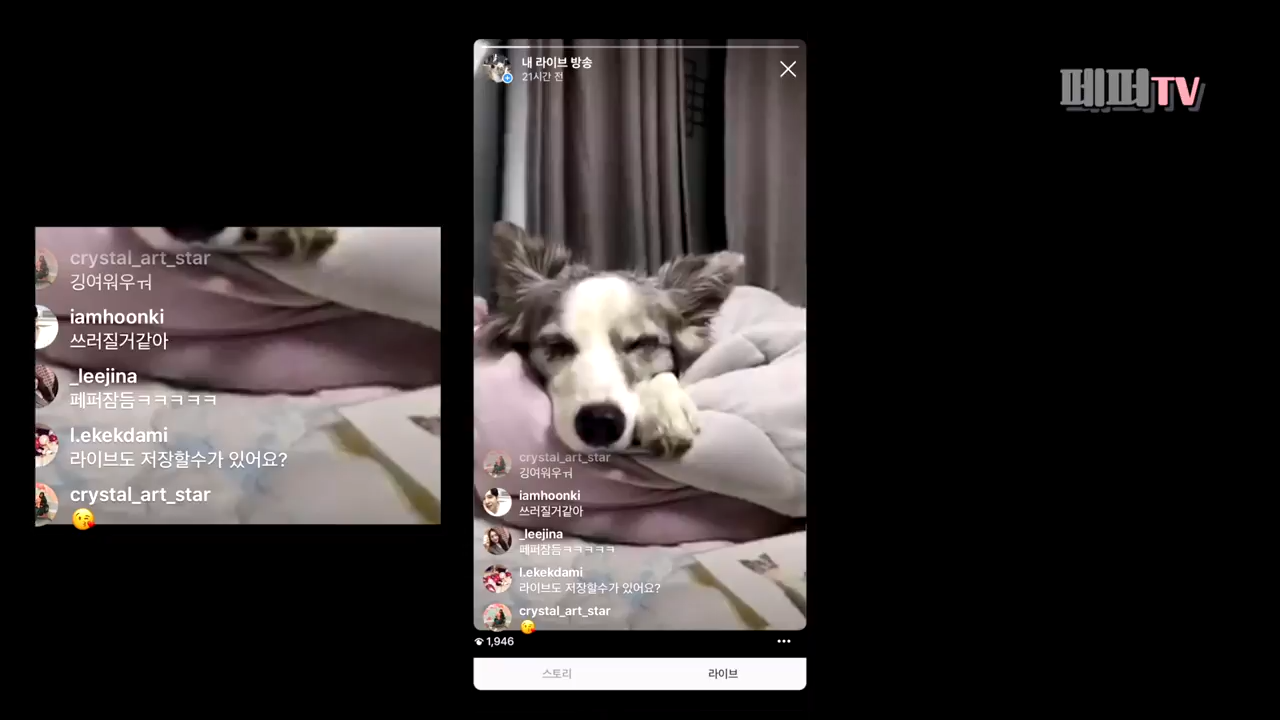 페퍼TV
내 라이브 방송
21시간 전
crystal_art_star
깅여워우ㅟ
iamhoonki
쓰러질거같아
_leejina
페퍼잠듬ㅋㅋㅋㅋㅋ
l.ekekdami
라이브도 저장할수가 있어요?
crystal_art_star
😘
crystal_art_star
깅여워우ㅟ
iamhoonki
쓰러질거같아
_leejina
페퍼잠듬ㅋㅋㅋㅋㅋ
l.ekekdami
라이브도 저장할수가 있어요?
crystal_art_star
😘
1,946
스토리
라이브